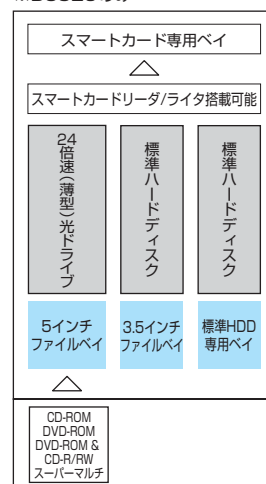 スマートカード専用ベイ
スマートカードリーダ/ライタ搭載可能
24倍速(薄型)光ドライブ
標準ハードディスク
標準ハードディスク
5インチ
ファイルベイ
3.5インチ
ファイルベイ
標準HDD
専用ベイ
CD-ROM
DVD-ROM
DVD-ROM &
CD-R/RW
スーパーマルチ